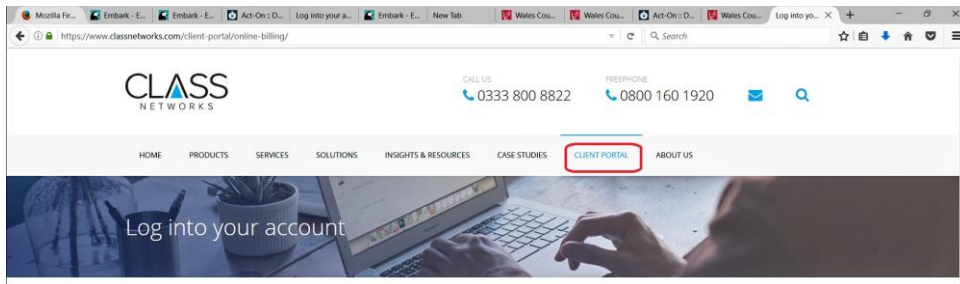 Mozilla Fir... Embark - E... Embark - E... Act-On :: D... Log into your a... Embark - E... New Tab Wales Cou... Wales Cou... Act-On :: D... Wales Cou... Log into yo...
https://www.classnetworks.com/client-portal/online-billing/ Search
CALL US FREEPHONE
CLASS
NETWORKS
0333 800 8822 0800 160 1920
HOME PRODUCTS SERVICES SOLUTIONS INSIGHTS & RESOURCES CASE STUDIES CLIENT PORTAL ABOUT US
Log into your account